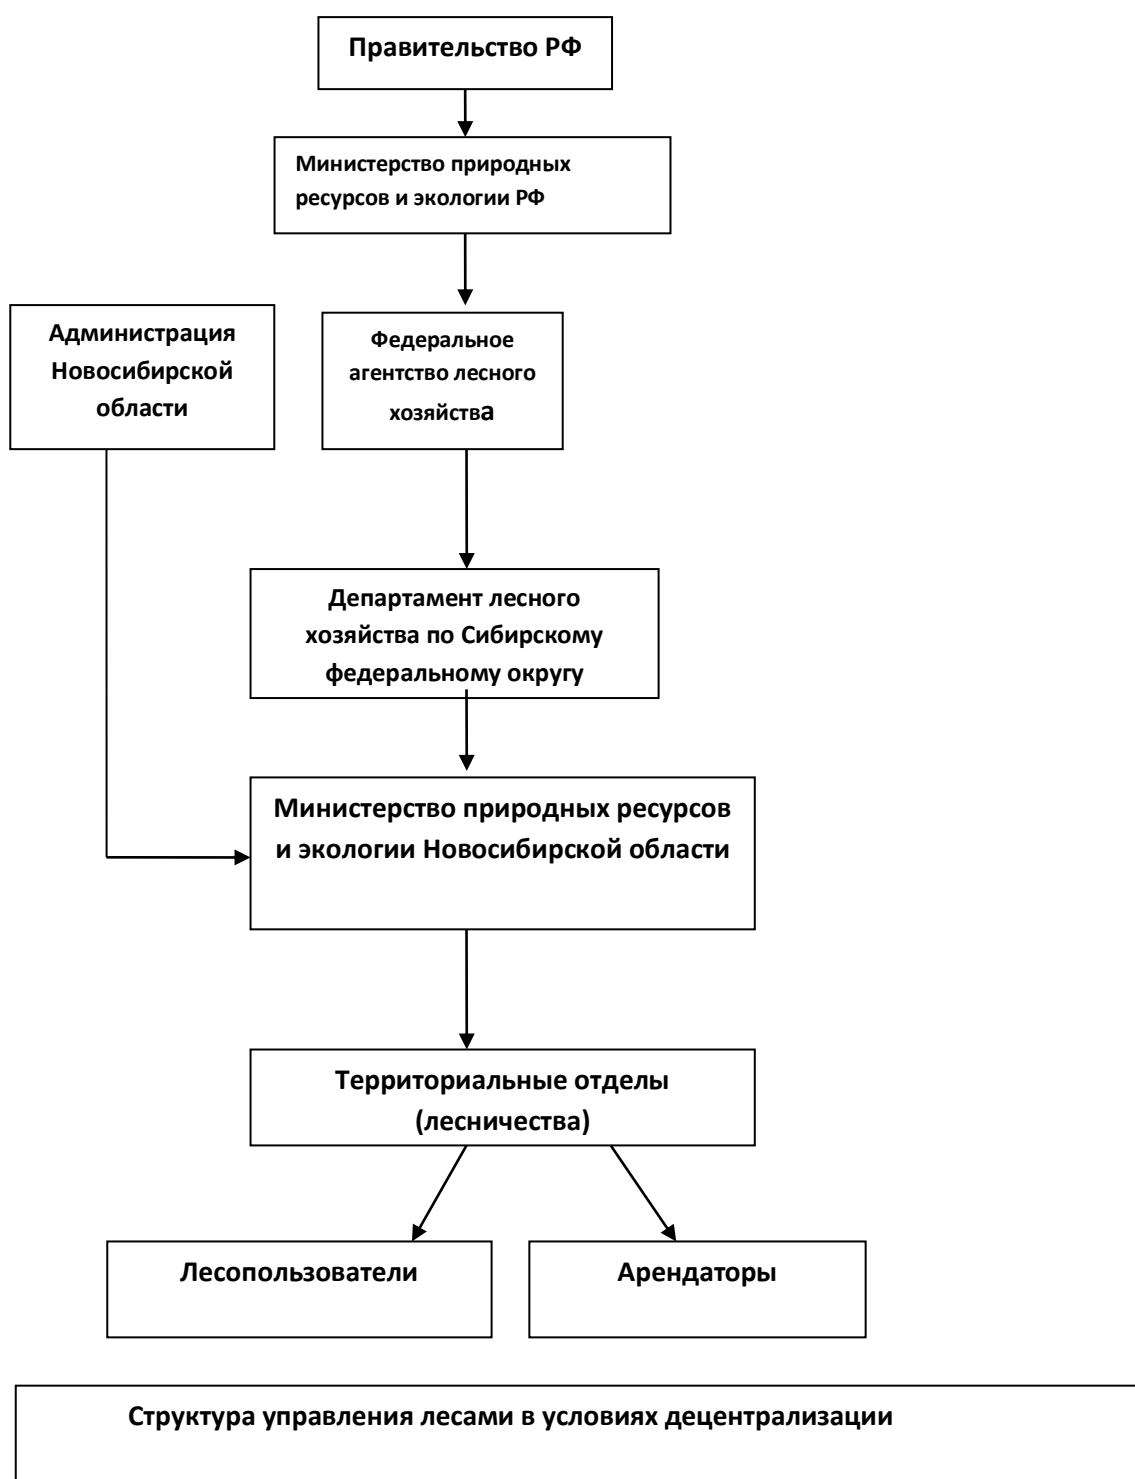 Правительство РФ
Министерство природных
ресурсов и экологии РФ
Администрация
Новосибирской
области
Федеральное
агентство лесного
хозяйства
Департамент лесного
хозяйства по Сибирскому
федеральному округу
Министерство природных ресурсов
и экологии Новосибирской области
Территориальные отделы
(лесничества)
Лесопользователи
Арендаторы
Структура управления лесами в условиях децентрализации